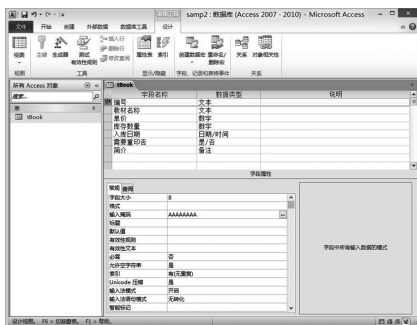 samp2 : 数据库 (Access 2007 - 2010) - Microsoft Access
文件 开始 创建 外部数据 数据库工具 设计
视图 主键 生成器 测试有效性规则 插入行 删除行 修改查阅 属性表 索引 创建数据宏 重命名/删除宏 关系 对象相关性
视图 工具 显示/隐藏 字段、记录和表格事件 关系
所有 Access 对象
搜索...
表
tBook
tBook
字段名称 数据类型 说明
编号 文本
教材名称 文本
单价 数字
库存数量 数字
入库日期 日期/时间
需要重印否 是/否
简介 备注
字段属性
常规 查阅
字段大小 8
格式
输入掩码 AAAAAAAA
标题
默认值
有效性规则
有效性文本
必需 否
允许空字符串 是
索引 有(无重复)
Unicode 压缩 是
输入法模式 开启
输入法语句模式 无转化
智能标记
字段中所有输入数据的模式
设计视图。 F6 = 切换窗格。 F1 = 帮助。